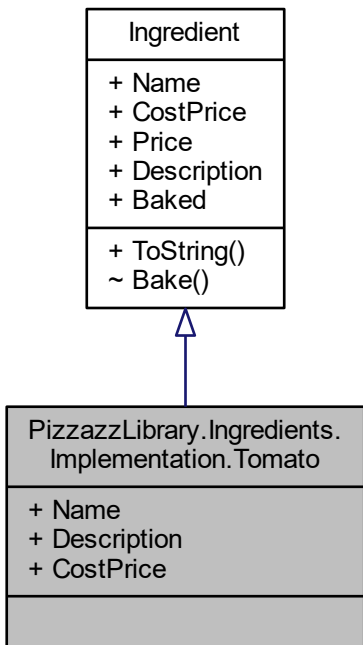 Ingredient
+ Name
+ CostPrice
+ Price
+ Description
+ Baked
+ ToString()
~ Bake()
PizzazzLibrary.Ingredients.
Implementation.Tomato
+ Name
+ Description
+ CostPrice